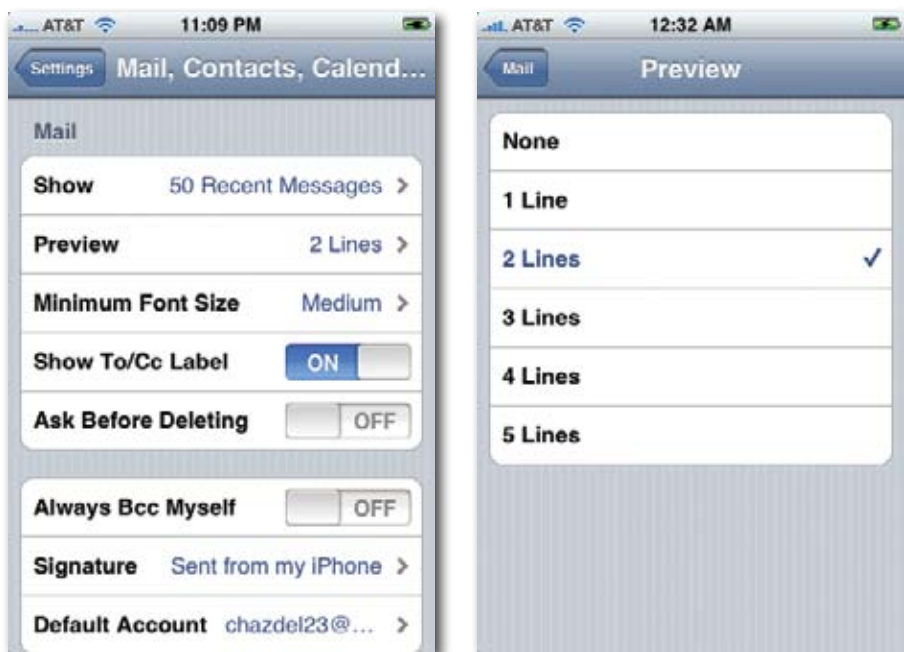 AT&T 11:09 PM
Settings Mail, Contacts, Calend...
Mail
Show 50 Recent Messages >
Preview 2 Lines >
Minimum Font Size Medium >
Show To/Cc Label ON
Ask Before Deleting OFF
Always Bcc Myself OFF
Signature Sent from my iPhone >
Default Account chazdel23@... >
AT&T 12:32 AM
Mail Preview
None
1 Line
2 Lines ✓
3 Lines
4 Lines
5 Lines